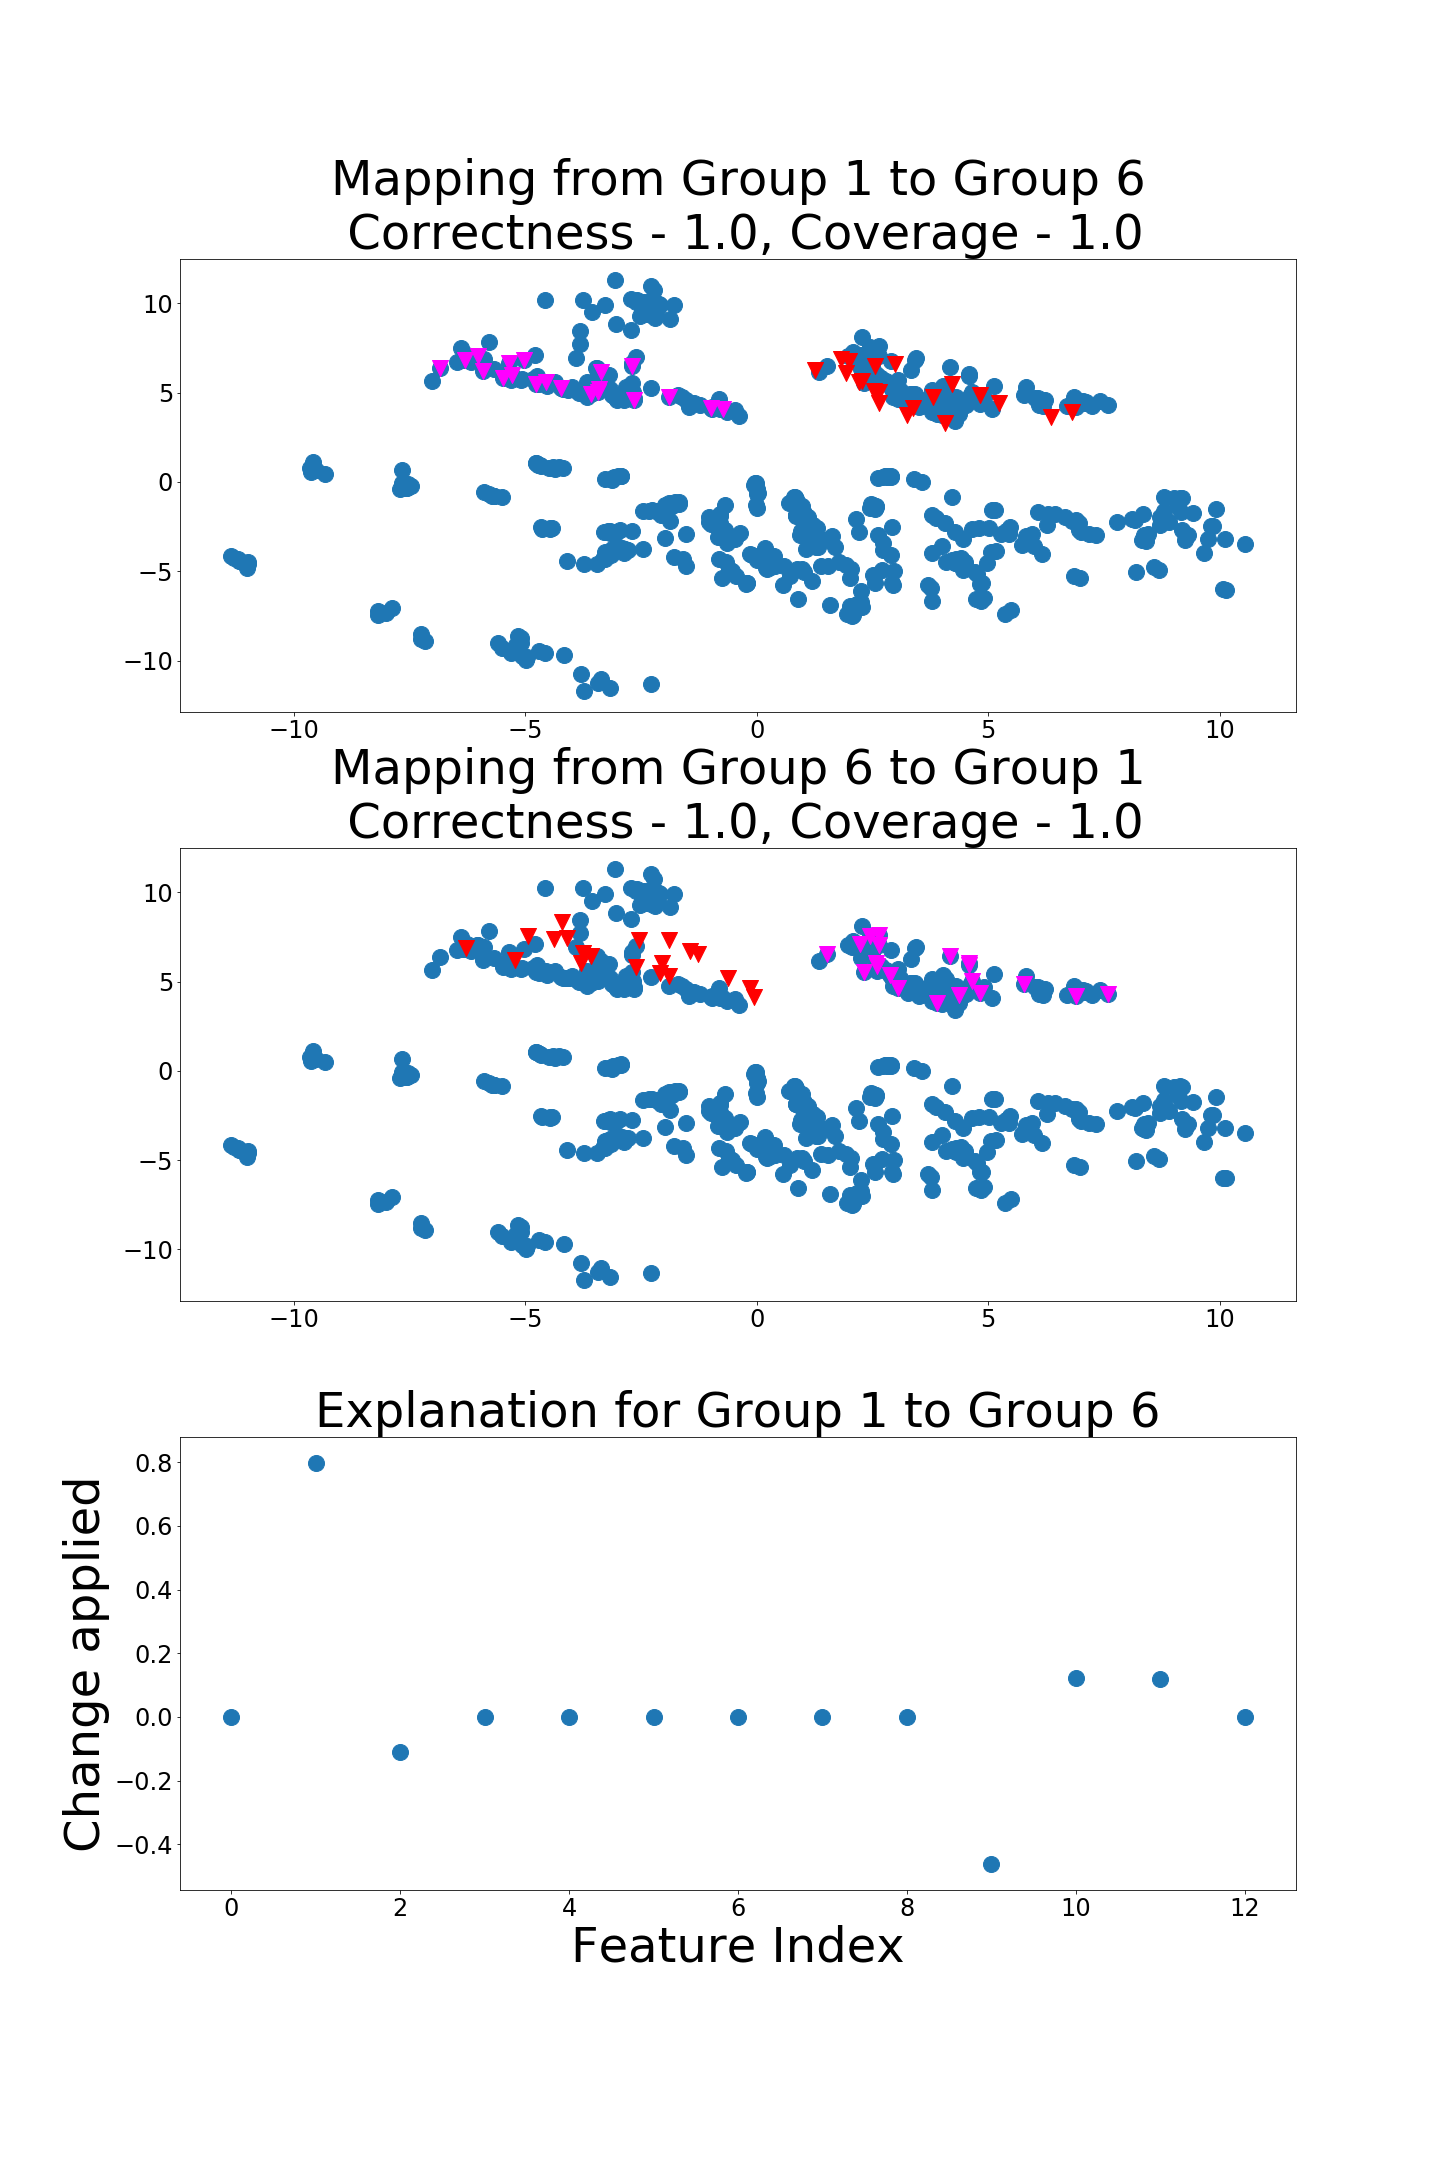 Mapping from Group 1 to Group 6
Correctness - 1.0, Coverage - 1.0
10
5
0
−5
−10
−10 −5 0 5 10
Mapping from Group 6 to Group 1
Correctness - 1.0, Coverage - 1.0
10
5
0
−5
−10
−10 −5 0 5 10
Explanation for Group 1 to Group 6
Change applied
0.8
0.6
0.4
0.2
0.0
−0.2
−0.4
0 2 4 6 8 10 12
Feature Index